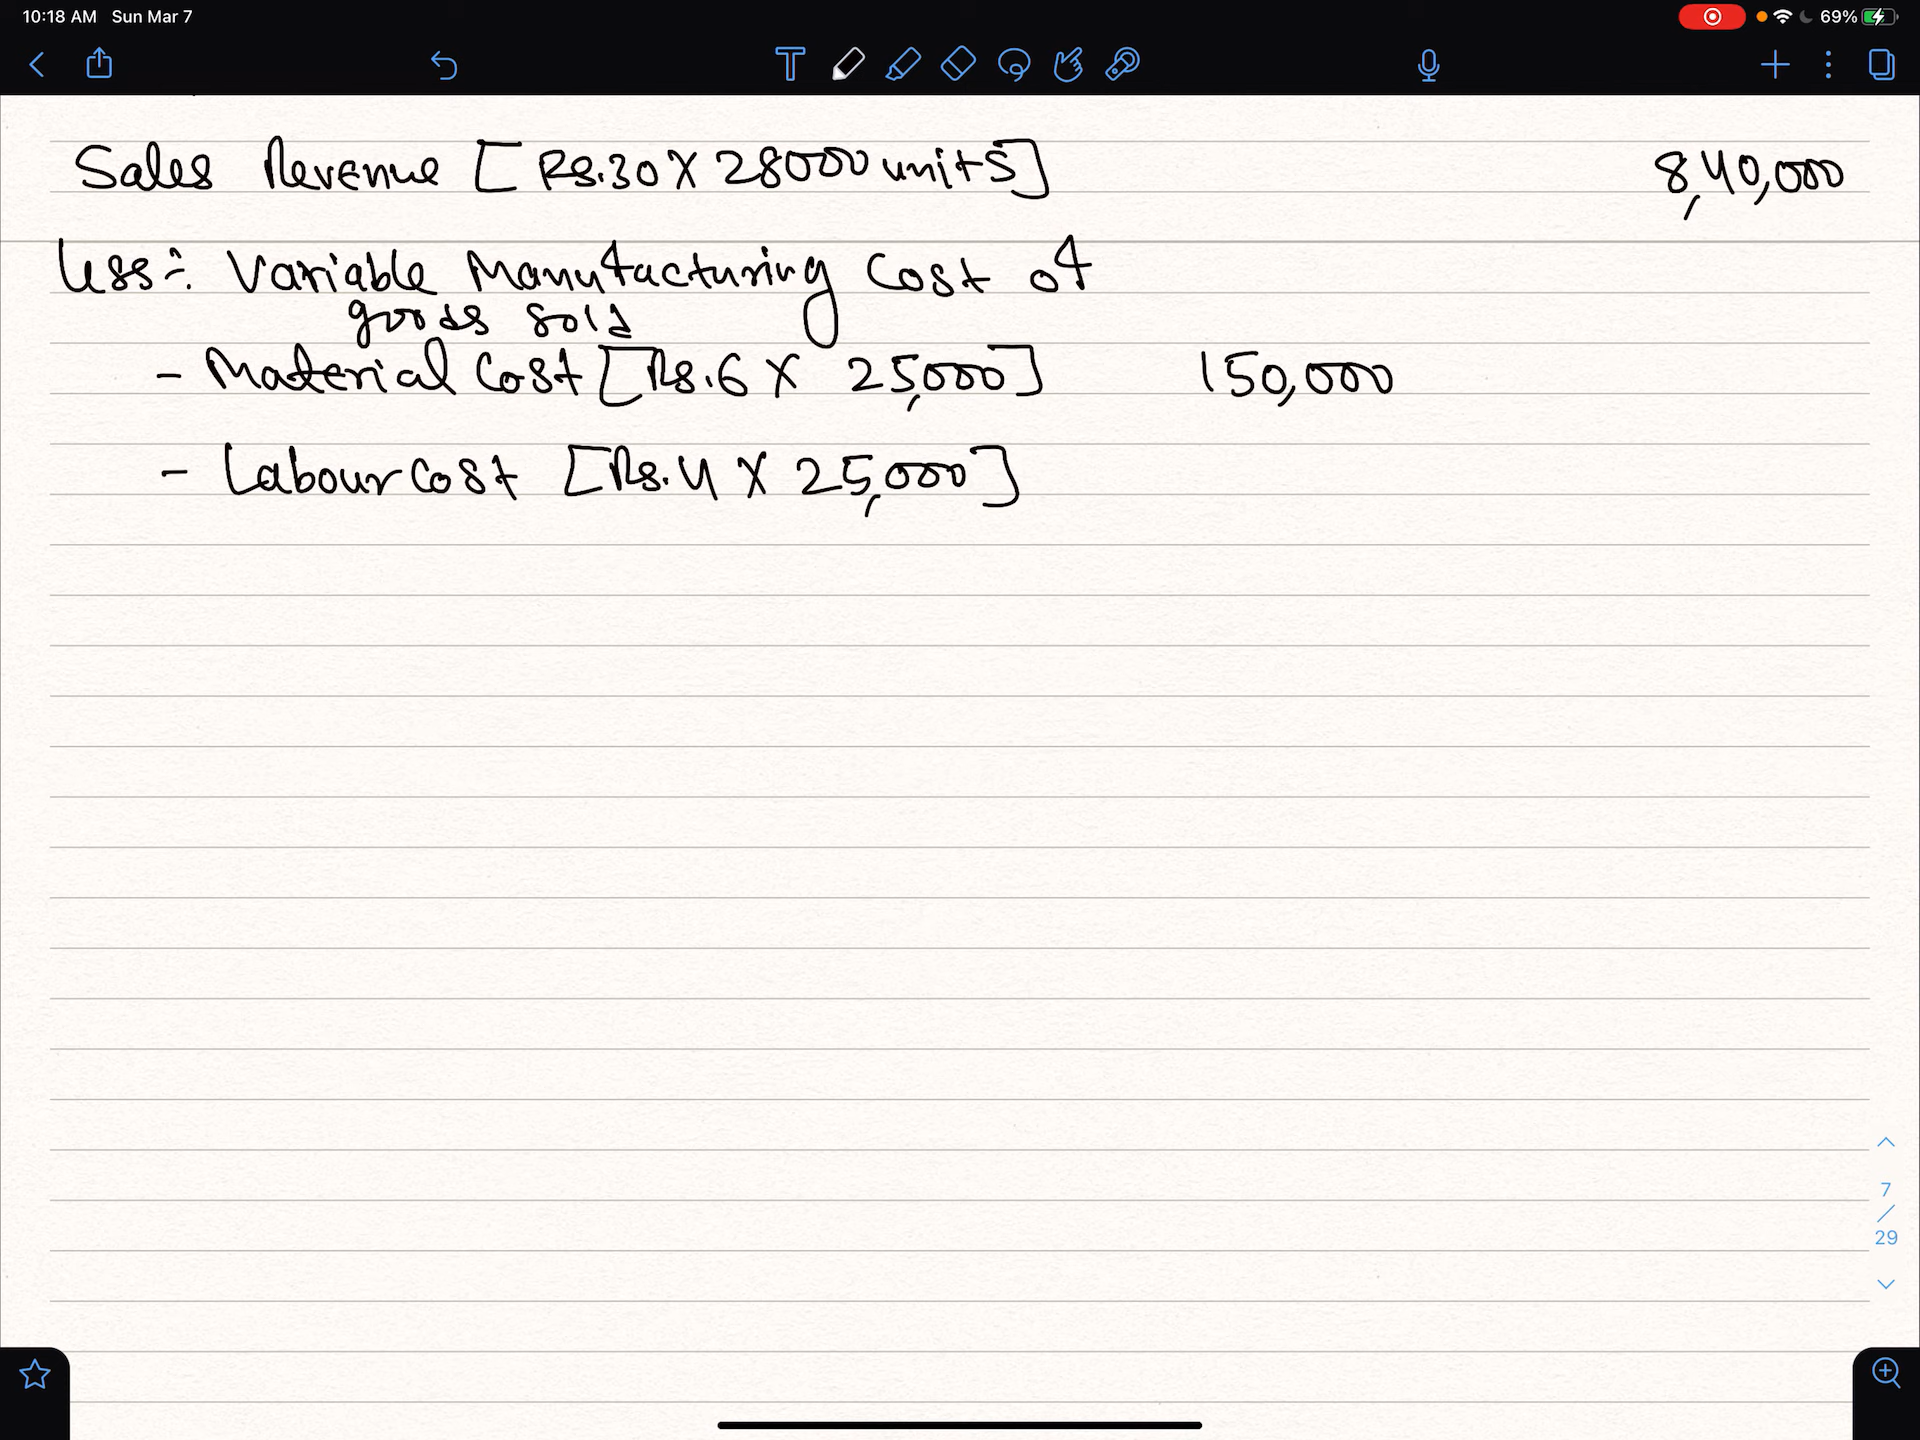 10:18 AM Sun Mar 7
69%
Sales Revenue [Rs.30 X 28000 units] 8,40,000
Less:- Variable Manufacturing Cost of
goods sold
- Material Cost [Rs.6 X 25,000] 150,000
- Labour Cost [Rs.4 X 25,000]
7
/
29